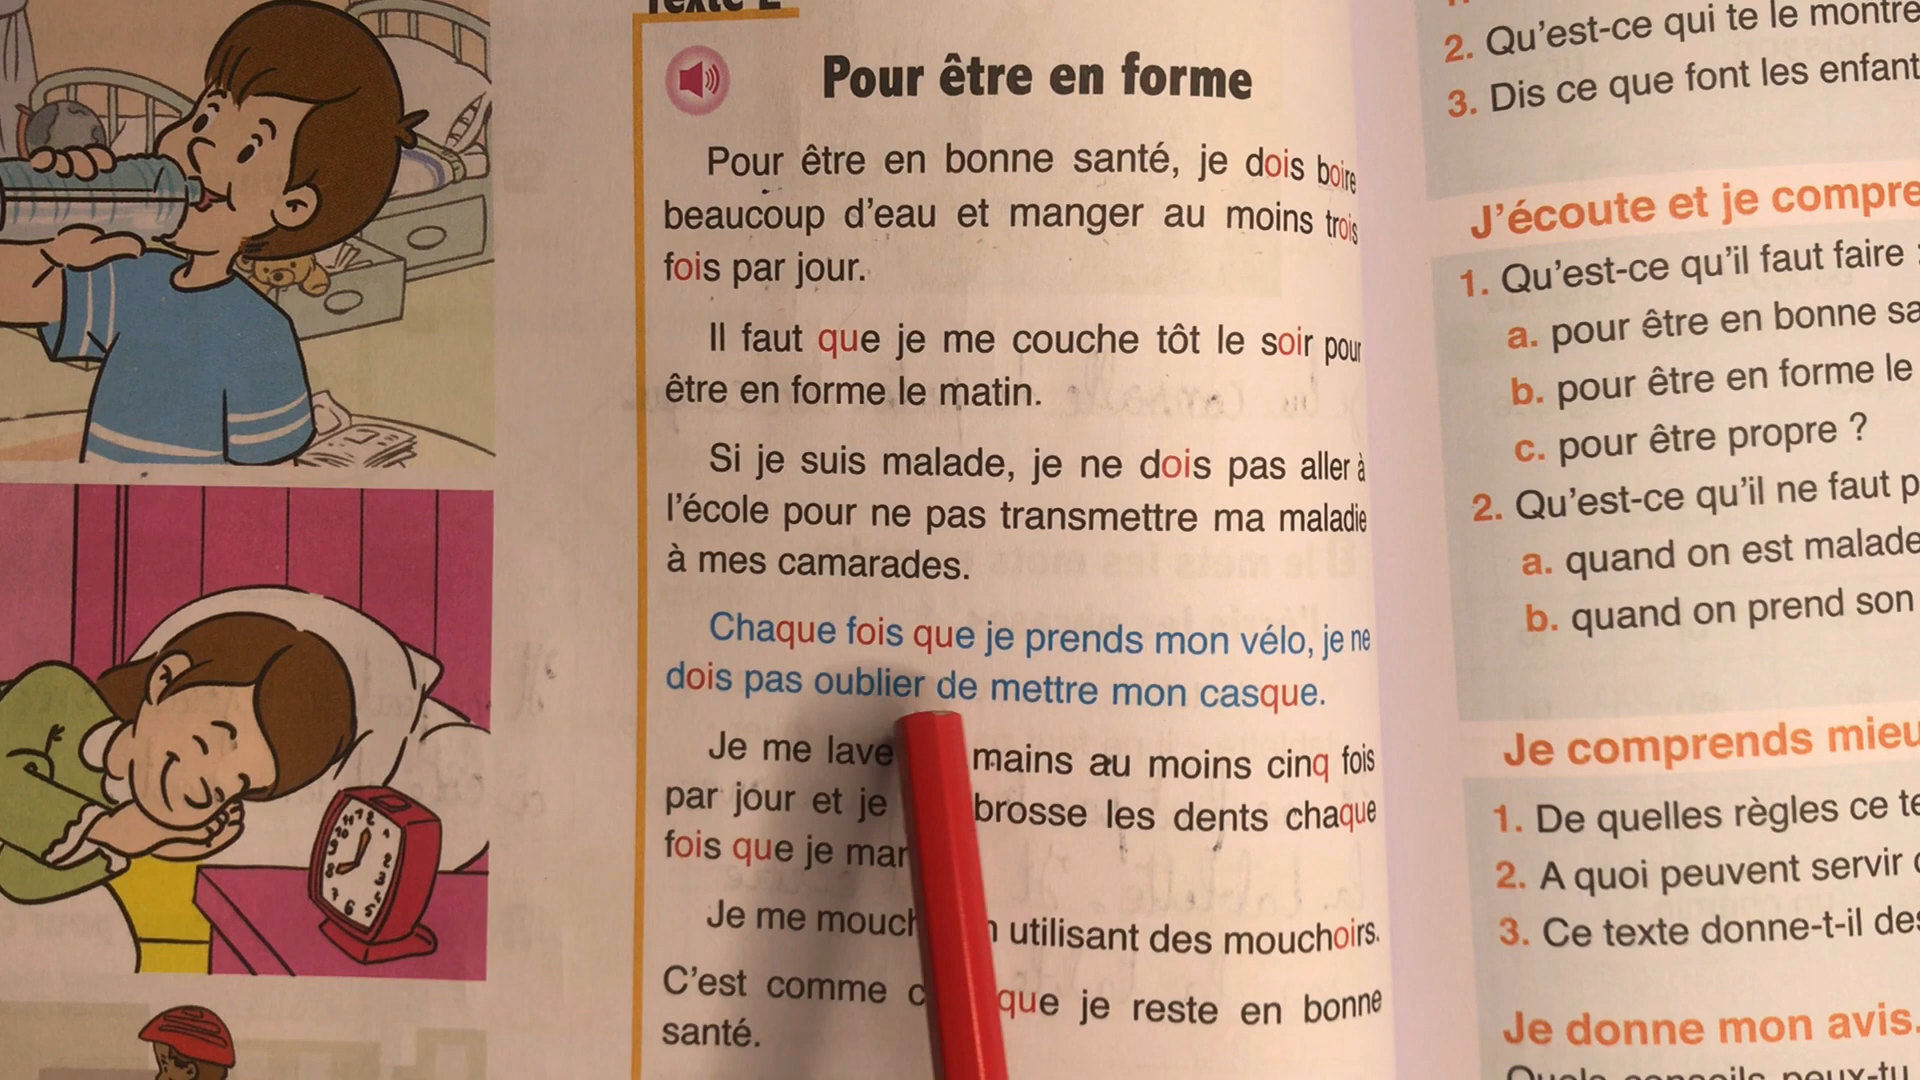 Pour être en forme
Pour être en bonne santé, je dois boire
beaucoup d'eau et manger au moins trois
fois par jour.
Il faut que je me couche tôt le soir pour
être en forme le matin.
Si je suis malade, je ne dois pas aller à
l'école pour ne pas transmettre ma maladie
à mes camarades.
Chaque fois que je prends mon vélo, je ne
dois pas oublier de mettre mon casque.
Je me lave mains au moins cinq fois
par jour et je brosse les dents chaque
fois que je
Je me utilisant des mouchoirs.
C'est comme que je reste en bonne
santé.
2. Qu'est-ce qui te le montre
3. Dis ce que font les
J'écoute et je
1. Qu'est-ce qu'il faut faire :
a. pour être en bonne
b. pour être en forme le
c. pour être propre ?
2. Qu'est-ce qu'il ne faut
a. quand on est malade
b. quand on prend son
Je comprends
1. De quelles règles ce
2. A quoi peuvent servir
3. Ce texte donne-t-il
Je donne mon avis.